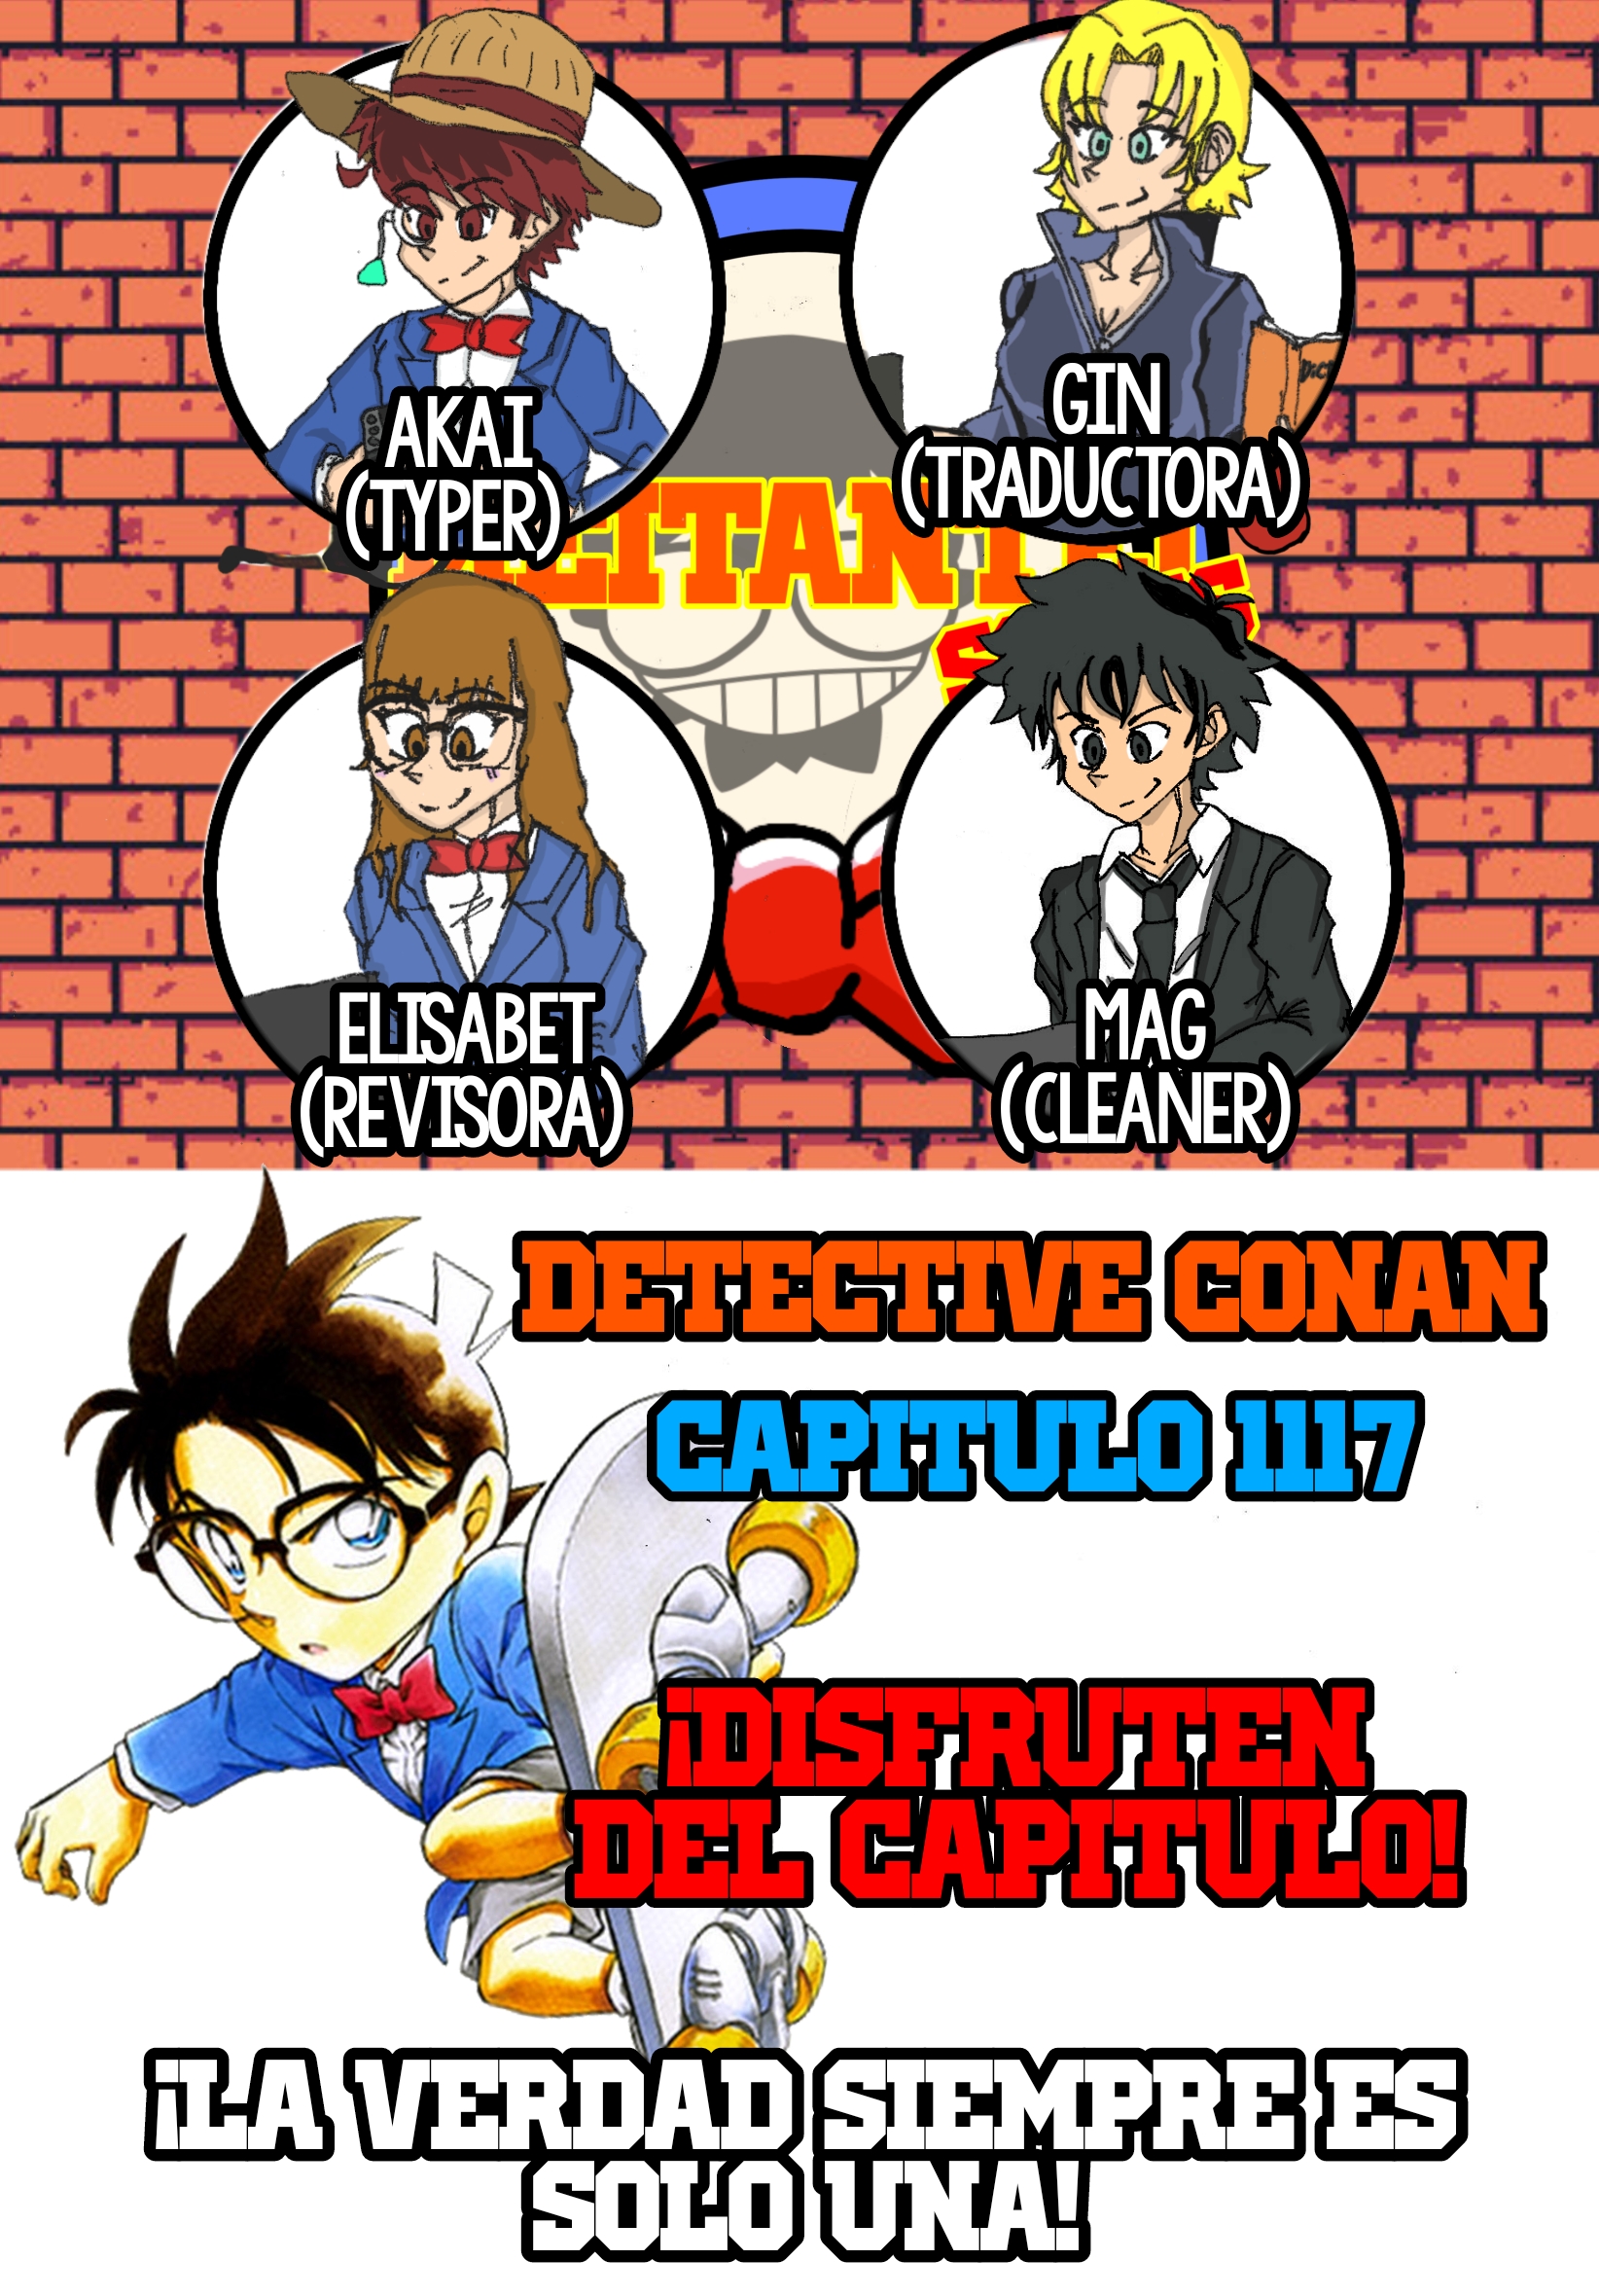 AKAI
(TYPER)
GIN
(TRADUCTORA)
ELISABET
(REVISORA)
MAG
(CLEANER)
DETECTIVE CONAN
CAPITULO 1117
¡DISFRUTEN
DEL CAPITULO!
¡LA VERDAD SIEMPRE ES
SOLO UNA!